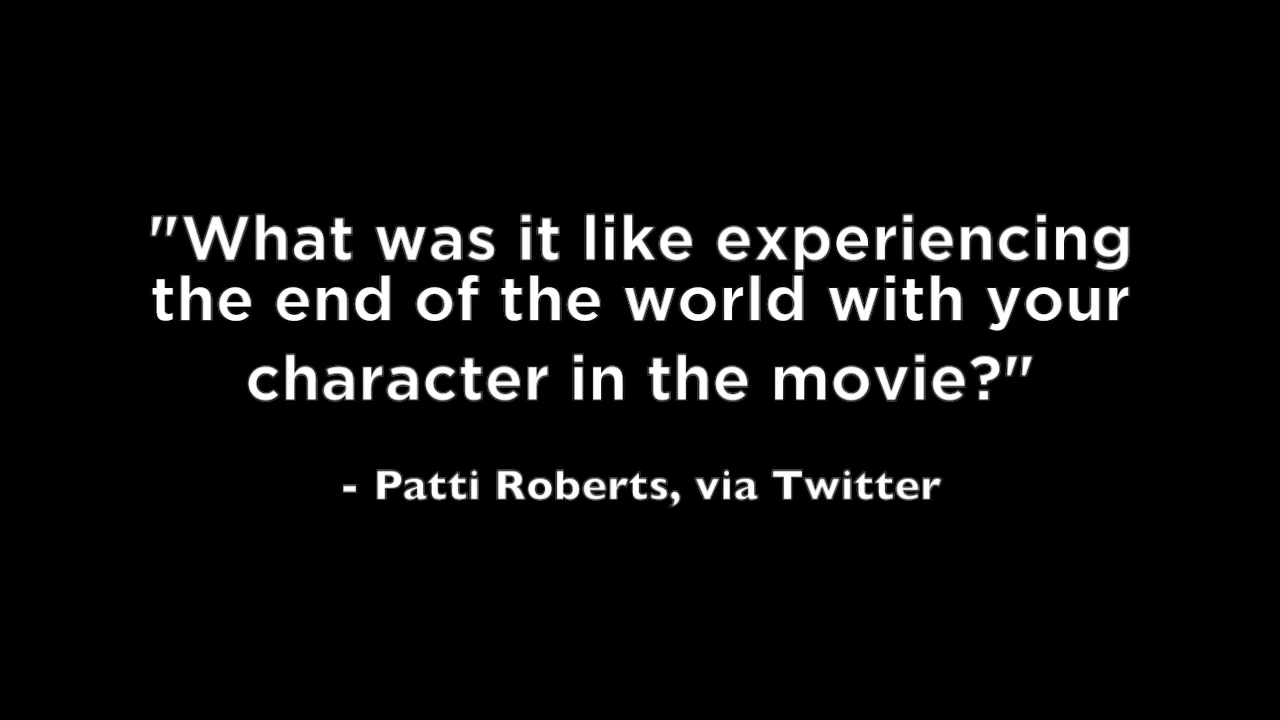 "What was it like experiencing
the end of the world with your
character in the movie?"
- Patti Roberts, via Twitter